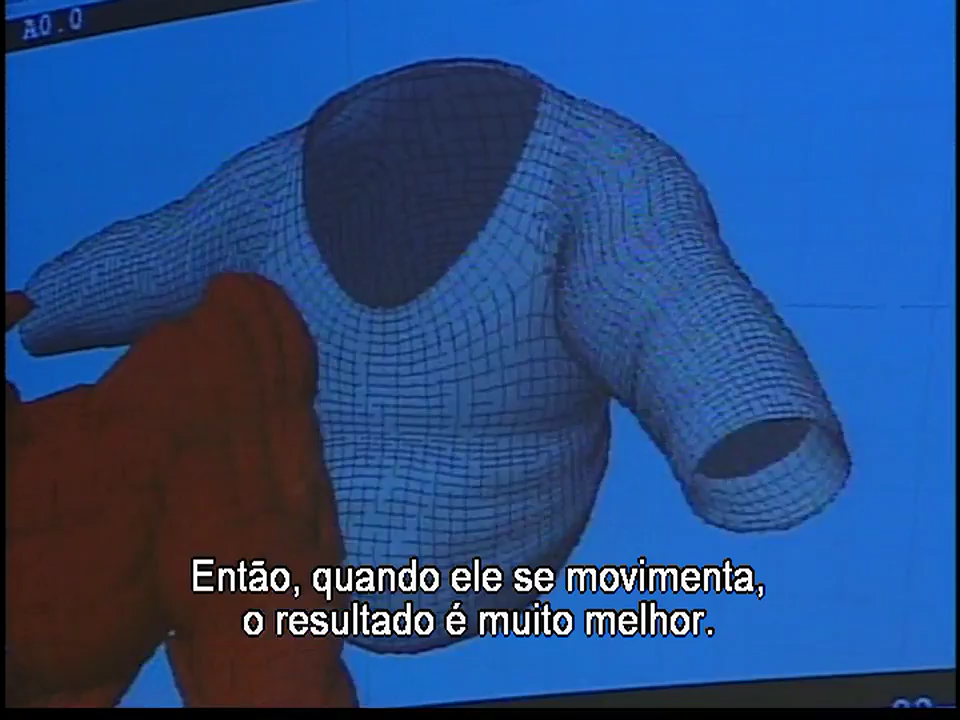 A0.0
Então, quando ele se movimenta,
o resultado é muito melhor.